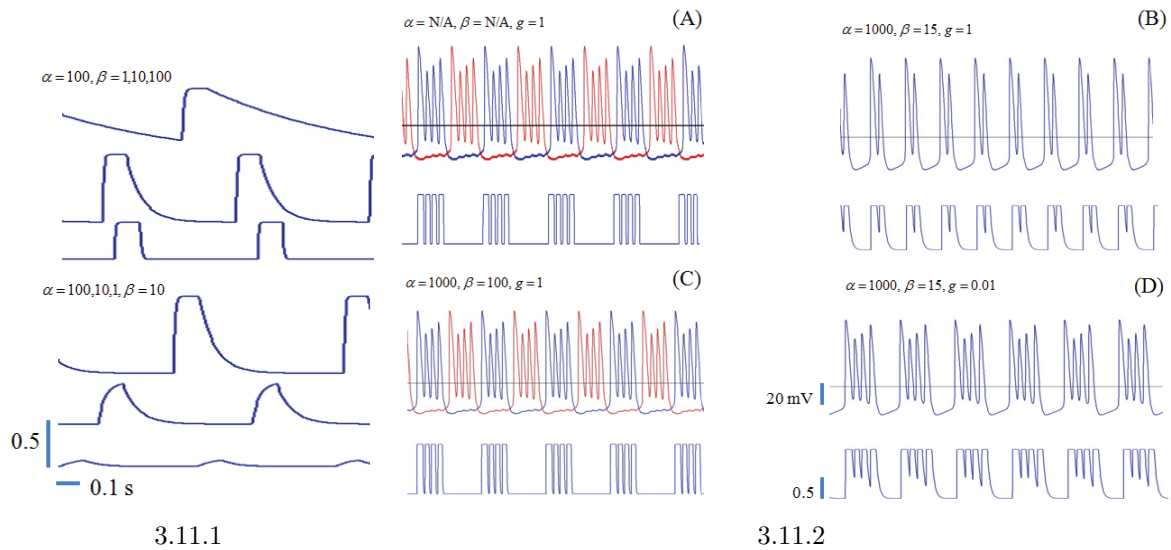 α=100, β=1,10,100
α=100,10,1, β=10
0.5
0.1 s
3.11.1
(A)
α=N/A, β=N/A, g=1
(B)
α=1000, β=15, g=1
(C)
α=1000, β=100, g=1
(D)
α=1000, β=15, g=0.01
20 mV
0.5
3.11.2